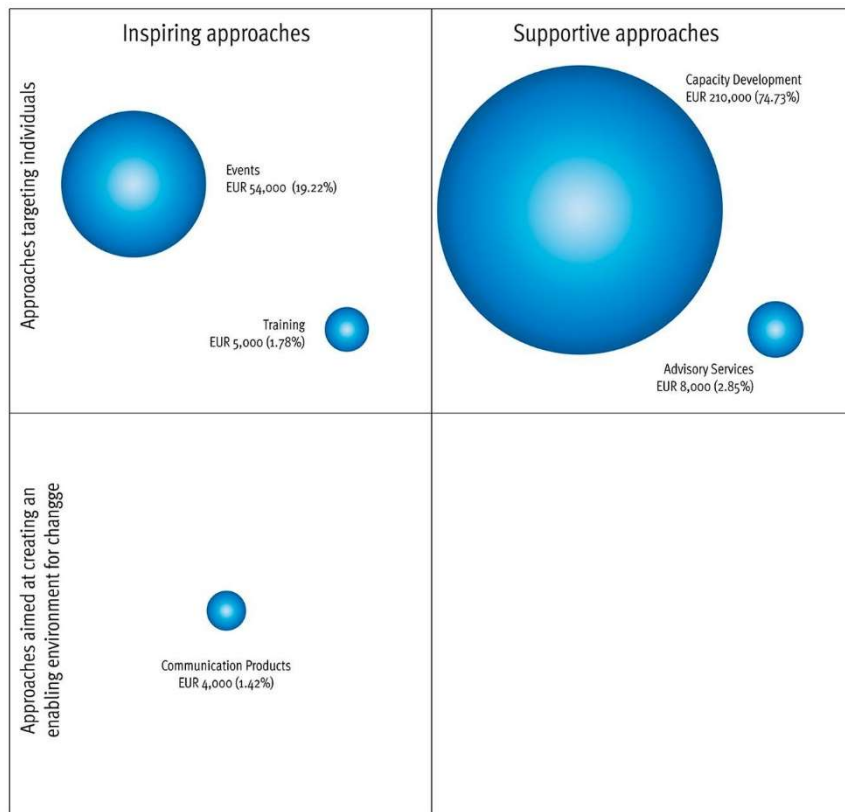 Inspiring approaches
Supportive approaches
Approaches targeting individuals
Capacity Development
EUR 210,000 (74.73%)
Events
EUR 54,000 (19.22%)
Training
EUR 5,000 (1.78%)
Advisory Services
EUR 8,000 (2.85%)
Approaches aimed at creating an
enabling environment for changge
Communication Products
EUR 4,000 (1.42%)